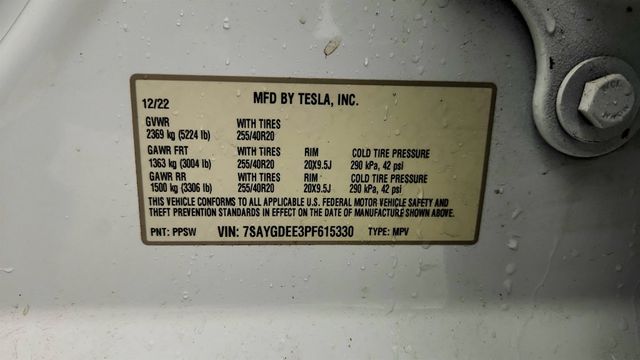 12/22 MFD BY TESLA, INC.
GVWR WITH TIRES
2369 kg (5224 lb) 255/40R20
GAWR FRT WITH TIRES RIM COLD TIRE PRESSURE
1363 kg (3004 lb) 255/40R20 20X9.5J 290 kPa, 42 psi
GAWR RR WITH TIRES RIM COLD TIRE PRESSURE
1500 kg (3306 lb) 255/40R20 20X9.5J 290 kPa, 42 psi
THIS VEHICLE CONFORMS TO ALL APPLICABLE U.S. FEDERAL MOTOR VEHICLE SAFETY AND
THEFT PREVENTION STANDARDS IN EFFECT ON THE DATE OF MANUFACTURE SHOWN ABOVE.
PNT: PPSW VIN: 7SAYGDEE3PF615330 TYPE: MPV